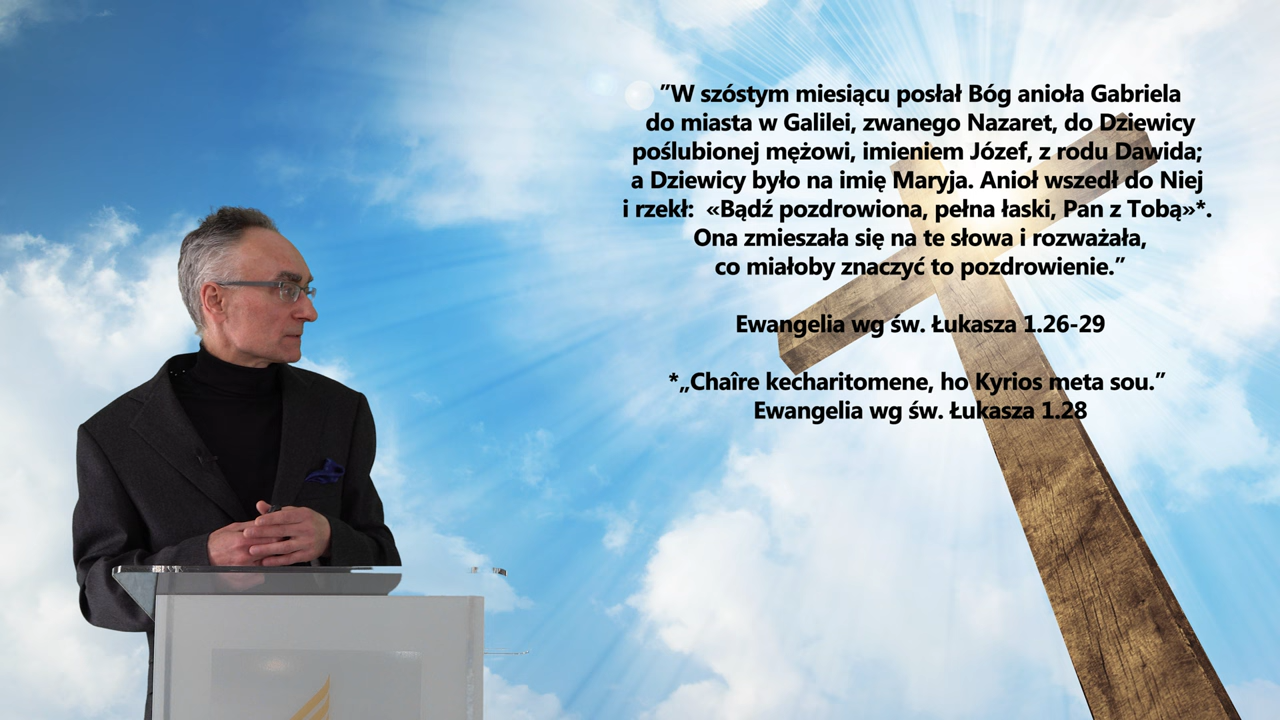 ”W szóstym miesiącu posłał Bóg anioła Gabriela
do miasta w Galilei, zwanego Nazaret, do Dziewicy
poślubionej mężowi, imieniem Józef, z rodu Dawida;
a Dziewicy było na imię Maryja. Anioł wszedł do Niej
i rzekł: «Bądź pozdrowiona, pełna łaski, Pan z Tobą»*.
Ona zmieszała się na te słowa i rozważała,
co miałoby znaczyć to pozdrowienie.”
Ewangelia wg św. Łukasza 1.26-29
*„Chaîre kecharitomene, ho Kyrios meta sou.”
Ewangelia wg św. Łukasza 1.28